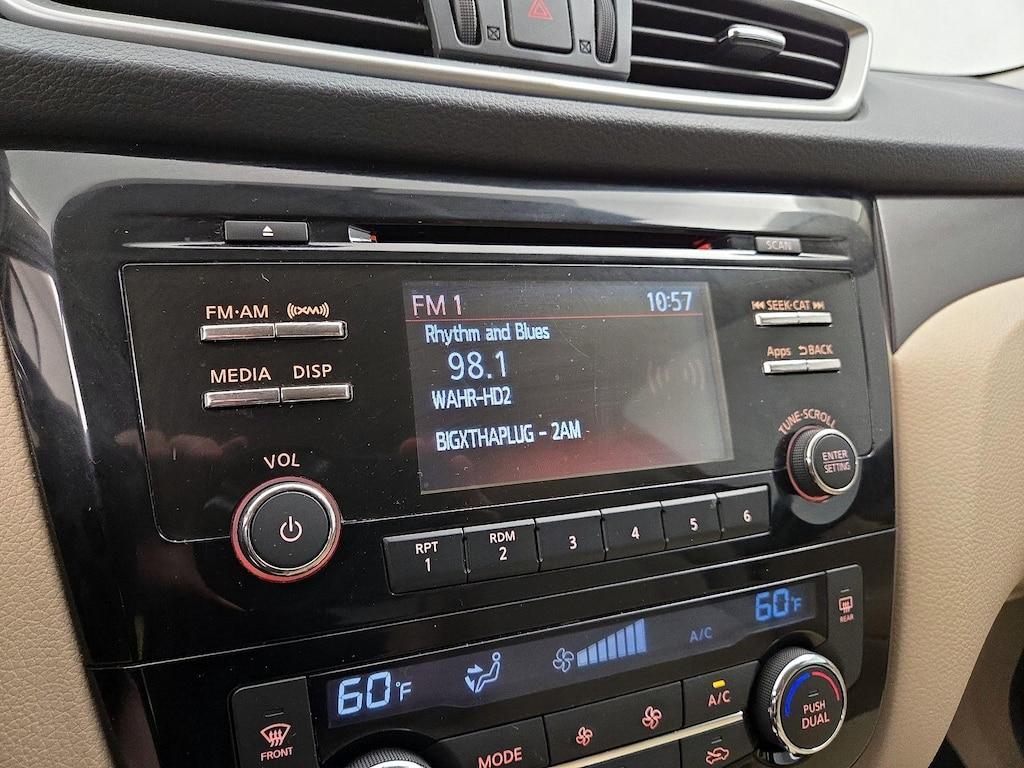 SCAN
FM·AM ((XM))
MEDIA DISP
VOL
FM 1 10:57
Rhythm and Blues
98.1
WAHR-HD2
BIGXTHAPLUG - 2AM
SEEK·CAT
Apps BACK
TUNE·SCROLL
ENTER
SETTING
RPT
1
RDM
2
3
4
5
6
60°F
A/C
60°F
REAR
FRONT
MODE
A/C
PUSH
DUAL